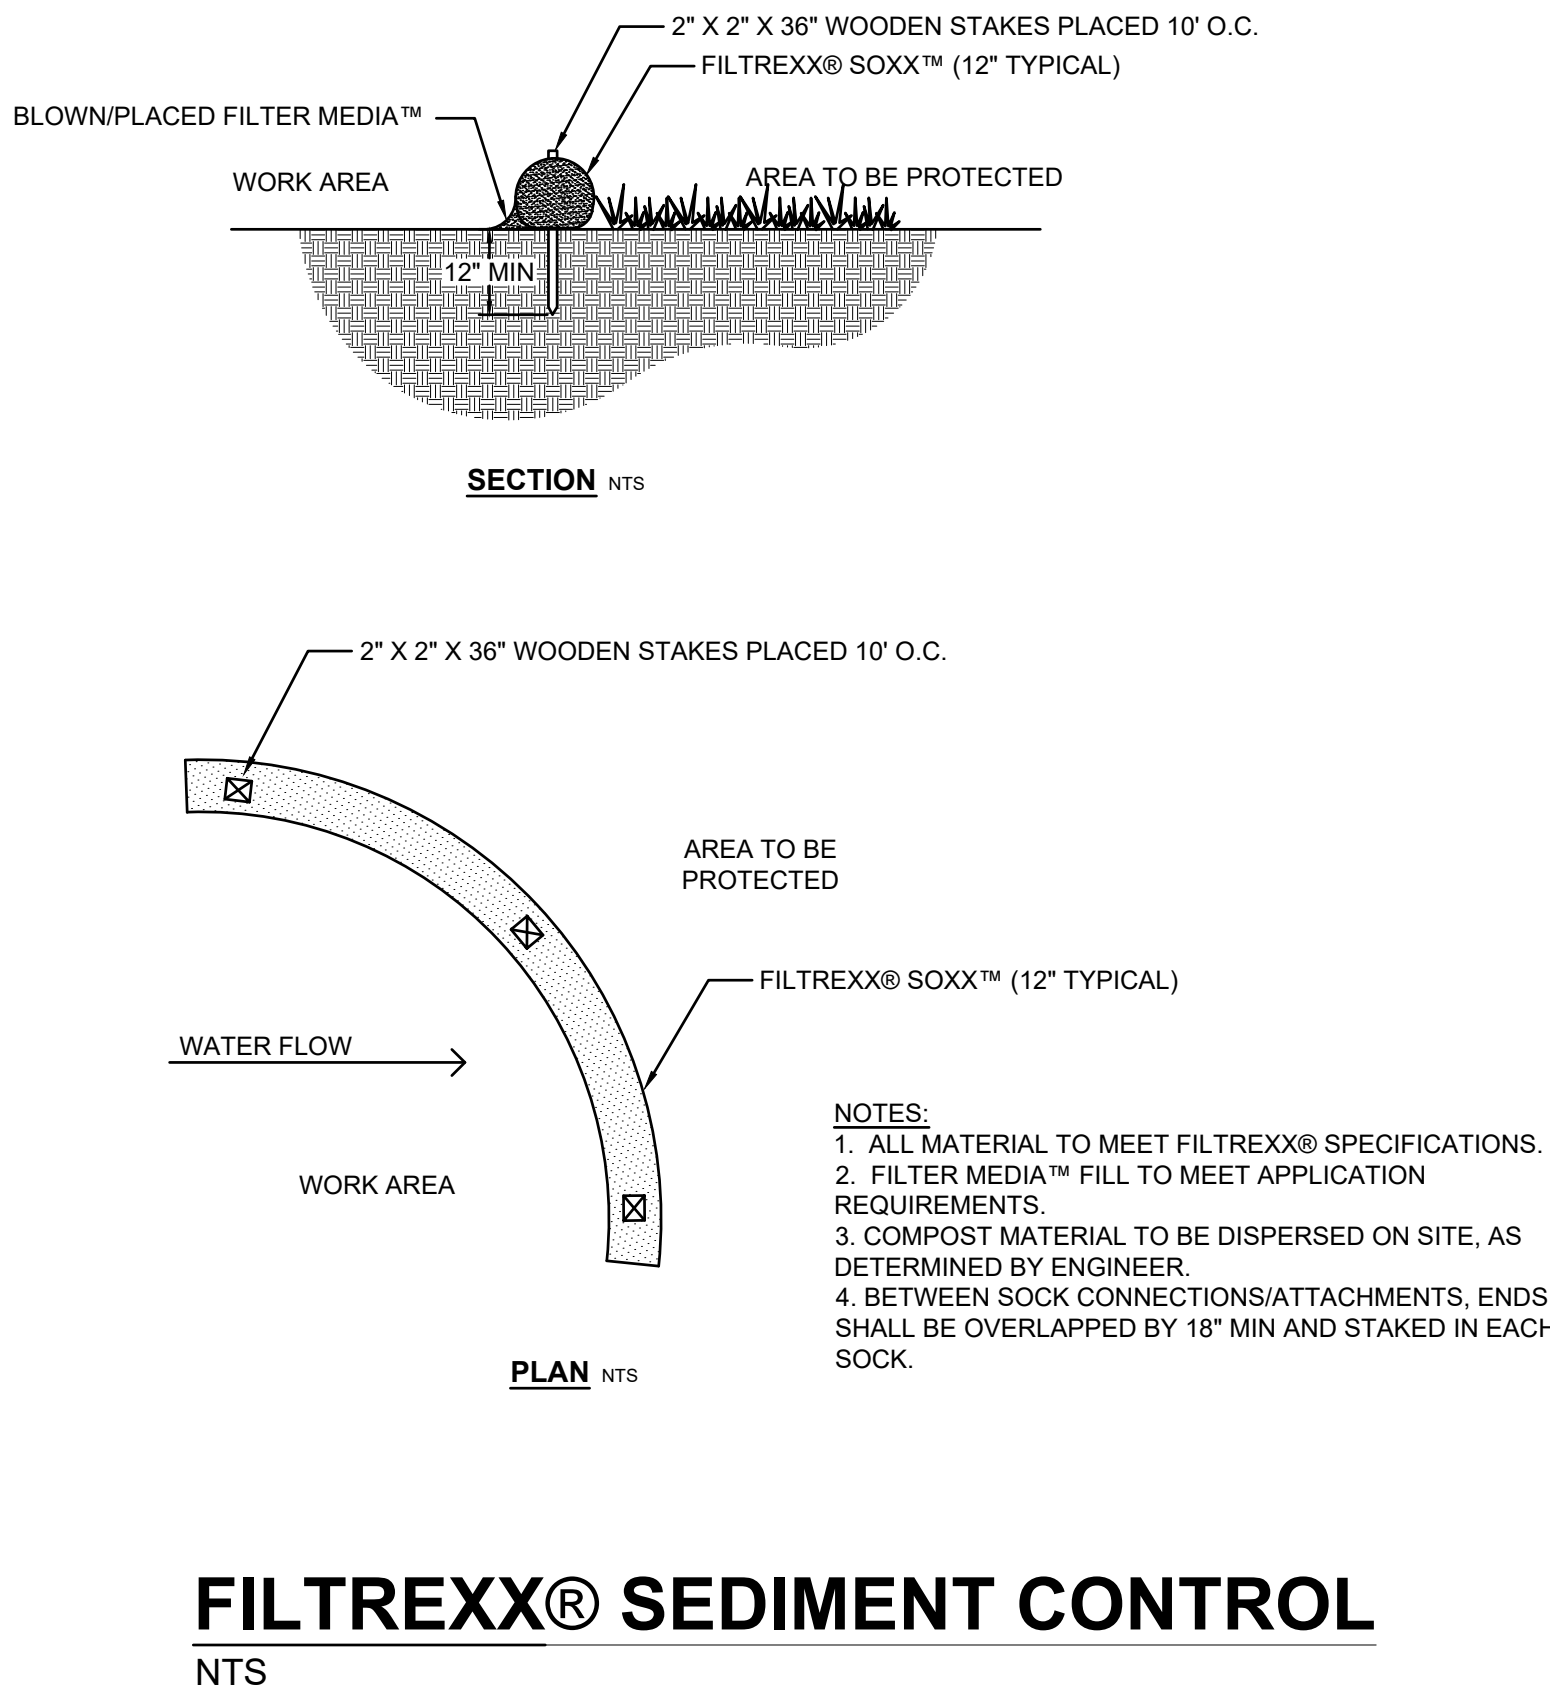 2" X 2" X 36" WOODEN STAKES PLACED 10' O.C.
FILTREXX® SOXX™ (12" TYPICAL)
BLOWN/PLACED FILTER MEDIA™
WORK AREA
AREA TO BE PROTECTED
12" MIN
SECTION NTS
2" X 2" X 36" WOODEN STAKES PLACED 10' O.C.
AREA TO BE
PROTECTED
FILTREXX® SOXX™ (12" TYPICAL)
WATER FLOW
WORK AREA
NOTES:
1. ALL MATERIAL TO MEET FILTREXX® SPECIFICATIONS.
2. FILTER MEDIA™ FILL TO MEET APPLICATION
REQUIREMENTS.
3. COMPOST MATERIAL TO BE DISPERSED ON SITE, AS
DETERMINED BY ENGINEER.
4. BETWEEN SOCK CONNECTIONS/ATTACHMENTS, ENDS
SHALL BE OVERLAPPED BY 18" MIN AND STAKED IN EACH
SOCK.
PLAN NTS
FILTREXX® SEDIMENT CONTROL
NTS